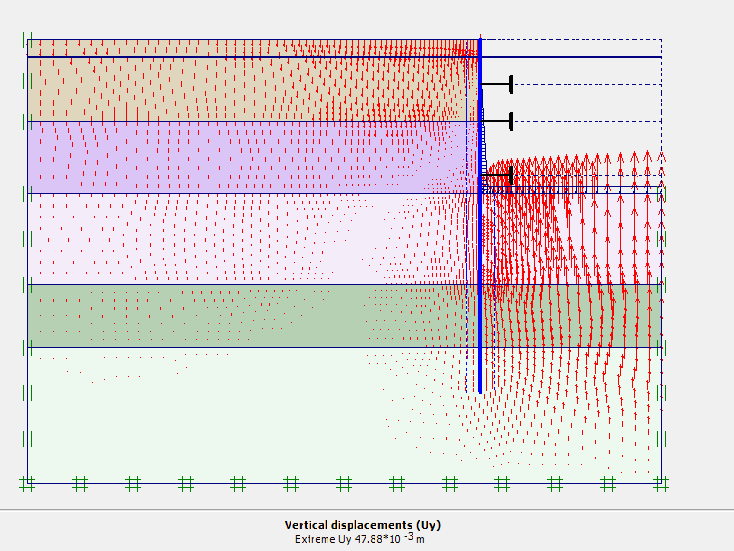 Vertical displacements (Uy)
Extreme Uy 47.88*10 -3 m